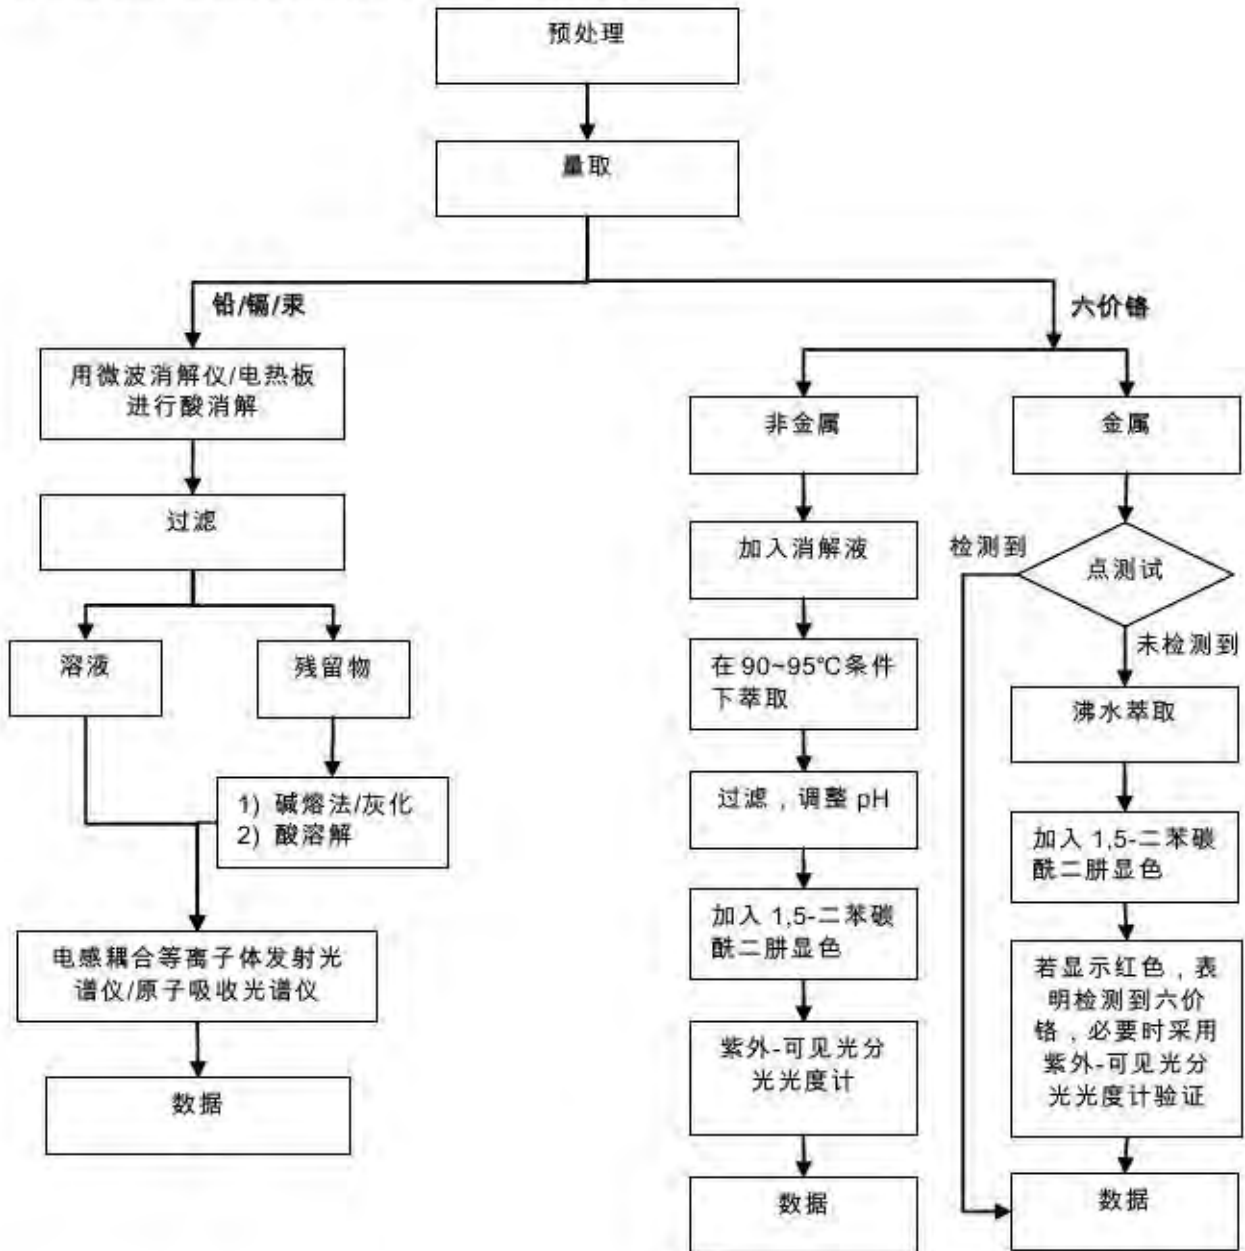 预处理
量取
铅/镉/汞
用微波消解仪/电热板
进行酸消解
过滤
溶液
残留物
1) 碱熔法/灰化
2) 酸溶解
电感耦合等离子体发射光
谱仪/原子吸收光谱仪
数据
六价铬
非金属
加入消解液
在 90~95℃条件
下萃取
过滤，调整 pH
加入 1,5-二苯碳
酰二肼显色
紫外-可见光分
光光度计
数据
金属
点测试
检测到
未检测到
沸水萃取
加入 1,5-二苯碳
酰二肼显色
若显示红色，表
明检测到六价
铬，必要时采用
紫外-可见光分
光光度计验证
数据